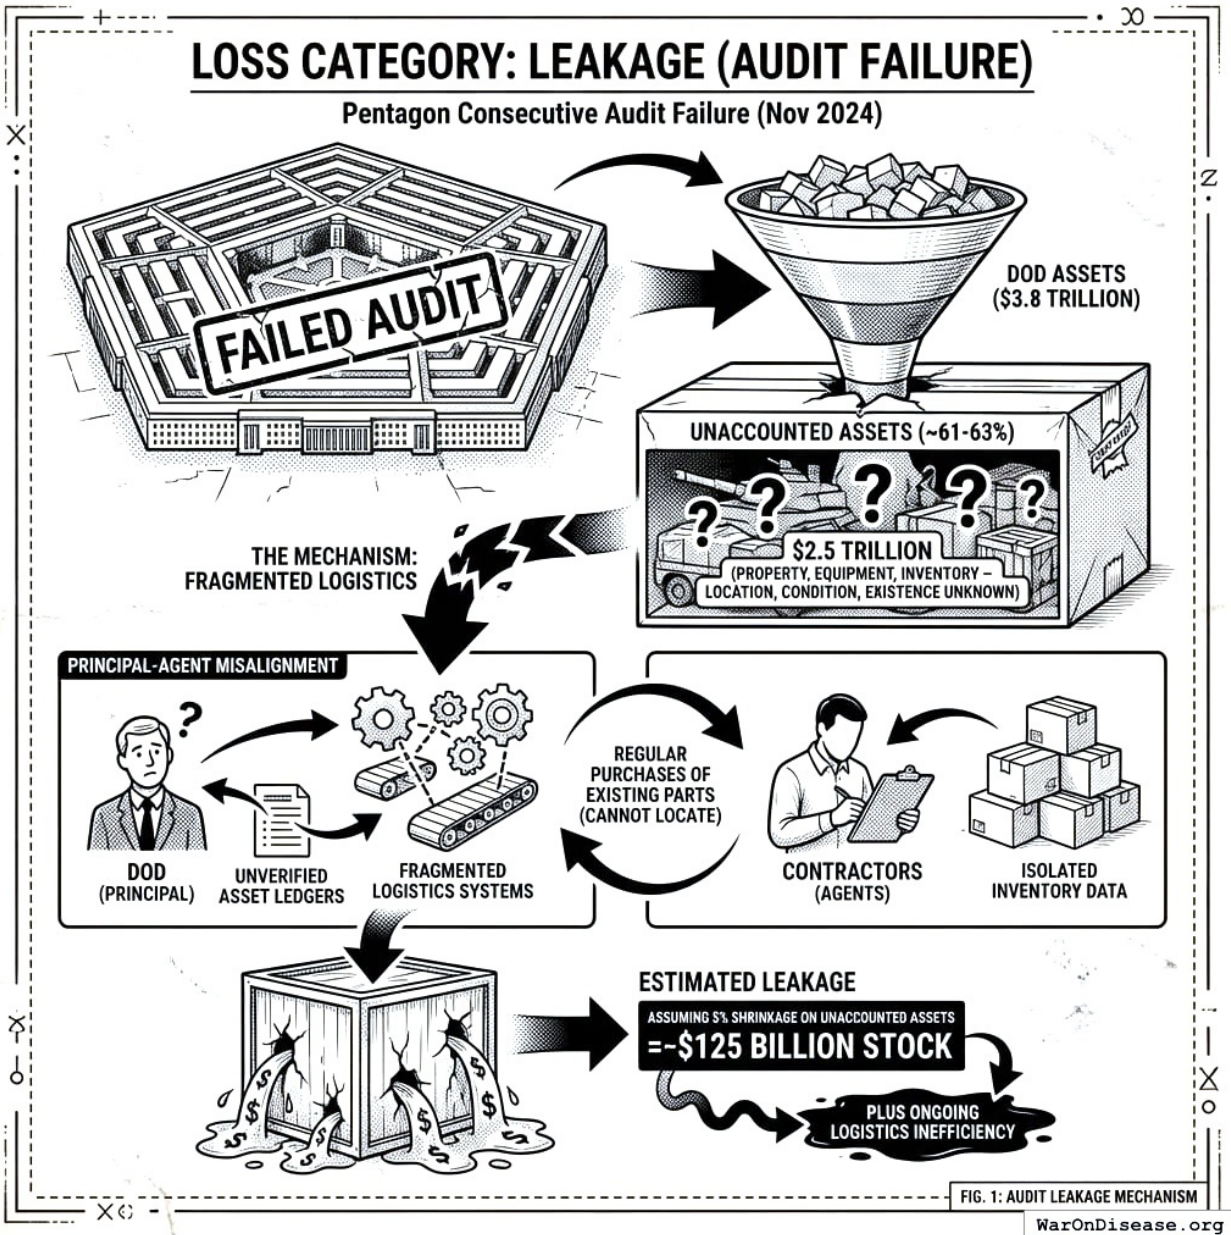 LOSS CATEGORY: LEAKAGE (AUDIT FAILURE)
Pentagon Consecutive Audit Failure (Nov 2024)
FAILED AUDIT
DOD ASSETS
($3.8 TRILLION)
UNACCOUNTED ASSETS (~61-63%)
? ? ? ? ?
$2.5 TRILLION
(PROPERTY, EQUIPMENT, INVENTORY –
LOCATION, CONDITION, EXISTENCE UNKNOWN)
THE MECHANISM:
FRAGMENTED LOGISTICS
PRINCIPAL-AGENT MISALIGNMENT
?
DOD
(PRINCIPAL)
UNVERIFIED
ASSET LEDGERS
FRAGMENTED
LOGISTICS SYSTEMS
REGULAR
PURCHASES OF
EXISTING PARTS
(CANNOT LOCATE)
CONTRACTORS
(AGENTS)
ISOLATED
INVENTORY DATA
$ $ $ $ $ $ $ $
ESTIMATED LEAKAGE
ASSUMING 5% SHRINKAGE ON UNACCOUNTED ASSETS
=~$125 BILLION STOCK
PLUS ONGOING
LOGISTICS INEFFICIENCY
FIG. 1: AUDIT LEAKAGE MECHANISM
WarOnDisease.org